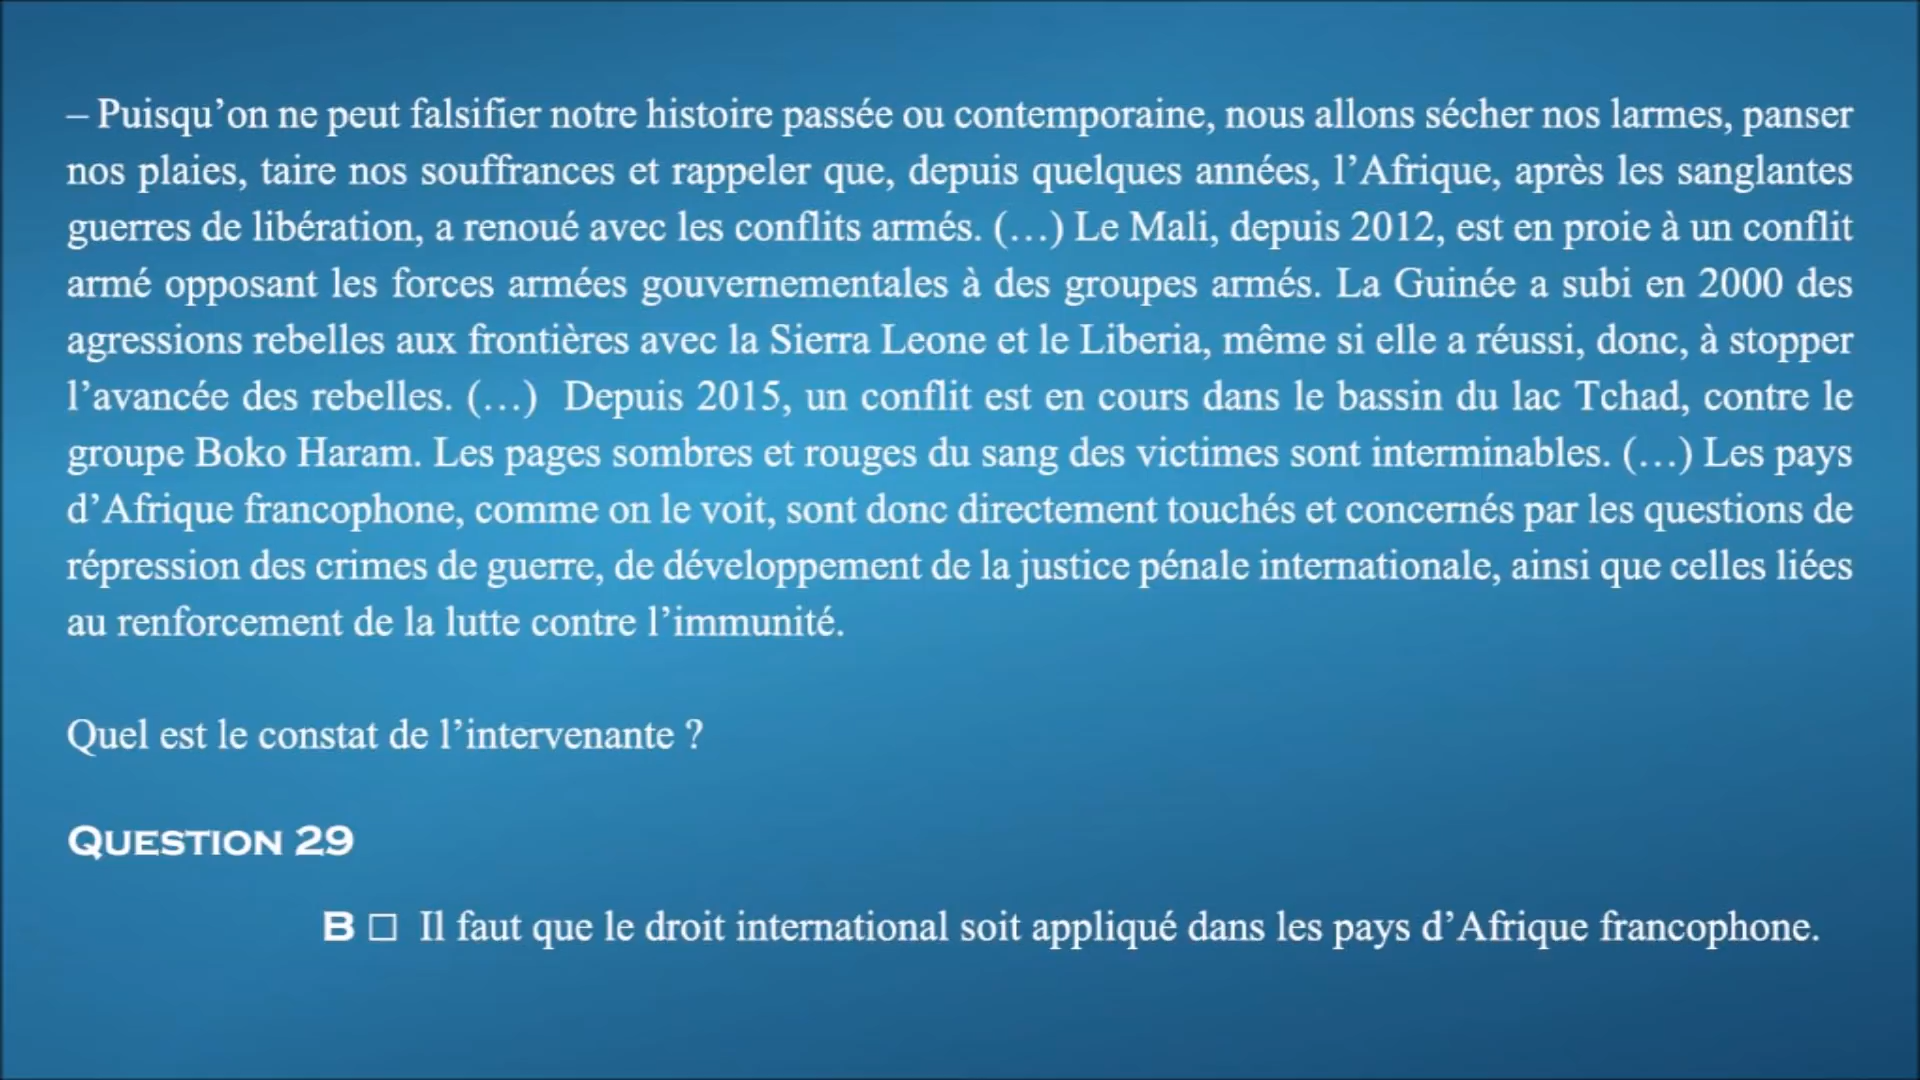 – Puisqu’on ne peut falsifier notre histoire passée ou contemporaine, nous allons sécher nos larmes, panser
nos plaies, taire nos souffrances et rappeler que, depuis quelques années, l’Afrique, après les sanglantes
guerres de libération, a renoué avec les conflits armés. (…) Le Mali, depuis 2012, est en proie à un conflit
armé opposant les forces armées gouvernementales à des groupes armés. La Guinée a subi en 2000 des
agressions rebelles aux frontières avec la Sierra Leone et le Liberia, même si elle a réussi, donc, à stopper
l’avancée des rebelles. (…) Depuis 2015, un conflit est en cours dans le bassin du lac Tchad, contre le
groupe Boko Haram. Les pages sombres et rouges du sang des victimes sont interminables. (…) Les pays
d’Afrique francophone, comme on le voit, sont donc directement touchés et concernés par les questions de
répression des crimes de guerre, de développement de la justice pénale internationale, ainsi que celles liées
au renforcement de la lutte contre l’immunité.
Quel est le constat de l’intervenante ?
QUESTION 29
B □ Il faut que le droit international soit appliqué dans les pays d’Afrique francophone.